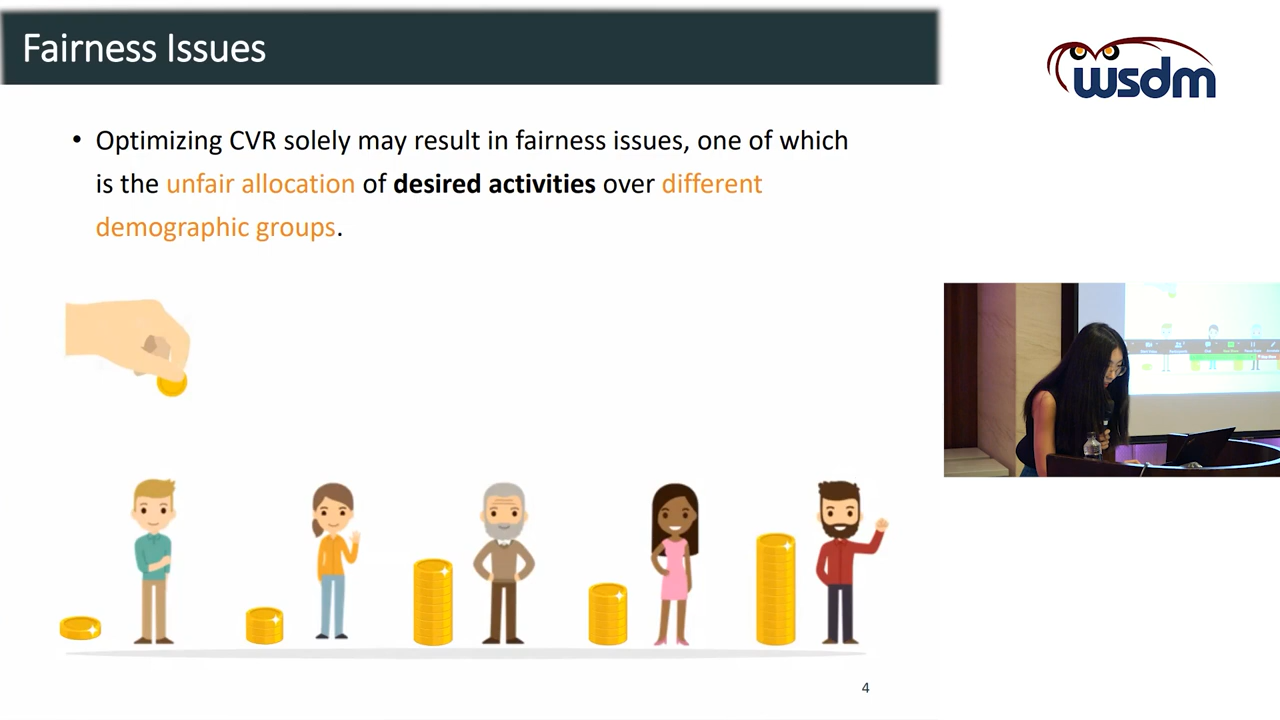 Fairness Issues
wsdm
• Optimizing CVR solely may result in fairness issues, one of which
is the unfair allocation of desired activities over different
demographic groups.
4